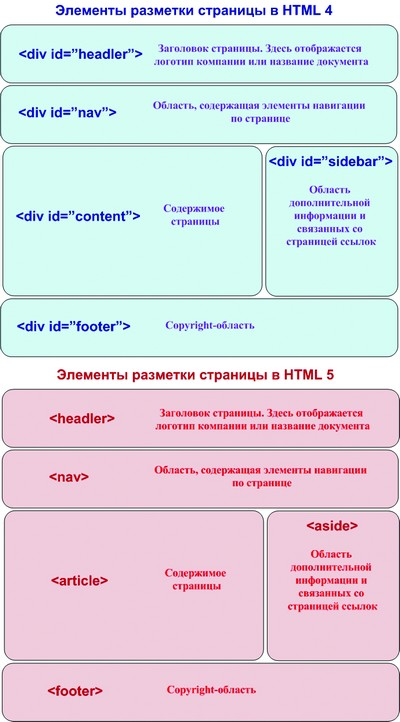 Элементы разметки страницы в HTML 4
<div id=”headler”>
Заголовок страницы. Здесь отображается
логотип компании или название документа
<div id=”nav”>
Область, содержащая элементы навигации
по странице
<div id=”content”>
Содержимое
страницы
<div id=”sidebar”>
Область
дополнительной
информации и
связанных со
страницей ссылок
<div id=”footer”>
Copyright-область
Элементы разметки страницы в HTML 5
<headler>
Заголовок страницы. Здесь отображается
логотип компании или название документа
<nav>
Область, содержащая элементы навигации
по странице
<article>
Содержимое
страницы
<aside>
Область
дополнительной
информации и
связанных со
страницей ссылок
<footer>
Copyright-область